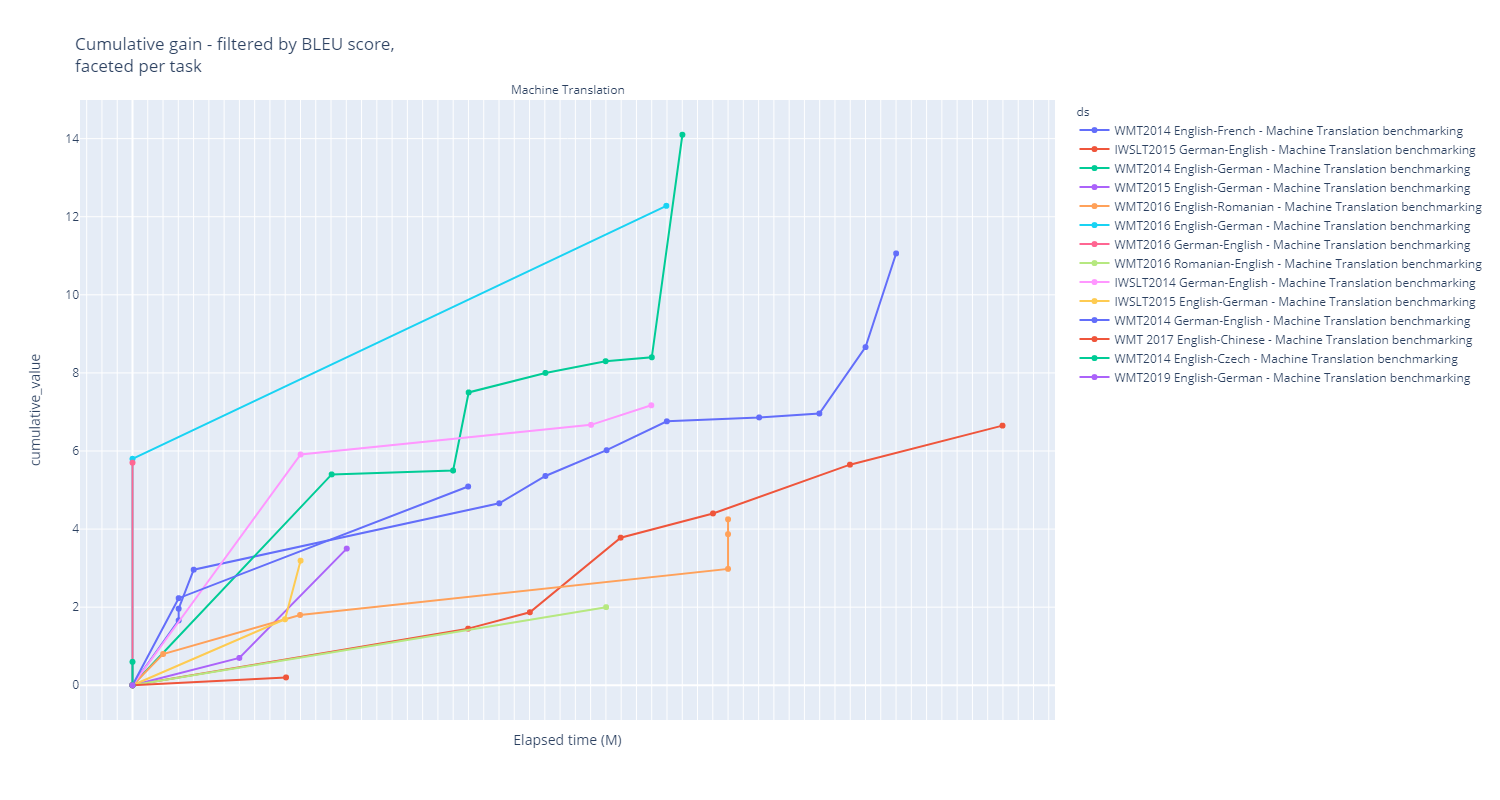 Cumulative gain - filtered by BLEU score,
faceted per task
Machine Translation
14
12
10
8
6
4
2
0
cumulative_value
Elapsed time (M)
ds
WMT2014 English-French - Machine Translation benchmarking
IWSLT2015 German-English - Machine Translation benchmarking
WMT2014 English-German - Machine Translation benchmarking
WMT2015 English-German - Machine Translation benchmarking
WMT2016 English-Romanian - Machine Translation benchmarking
WMT2016 English-German - Machine Translation benchmarking
WMT2016 German-English - Machine Translation benchmarking
WMT2016 Romanian-English - Machine Translation benchmarking
IWSLT2014 German-English - Machine Translation benchmarking
IWSLT2015 English-German - Machine Translation benchmarking
WMT2014 German-English - Machine Translation benchmarking
WMT 2017 English-Chinese - Machine Translation benchmarking
WMT2014 English-Czech - Machine Translation benchmarking
WMT2019 English-German - Machine Translation benchmarking